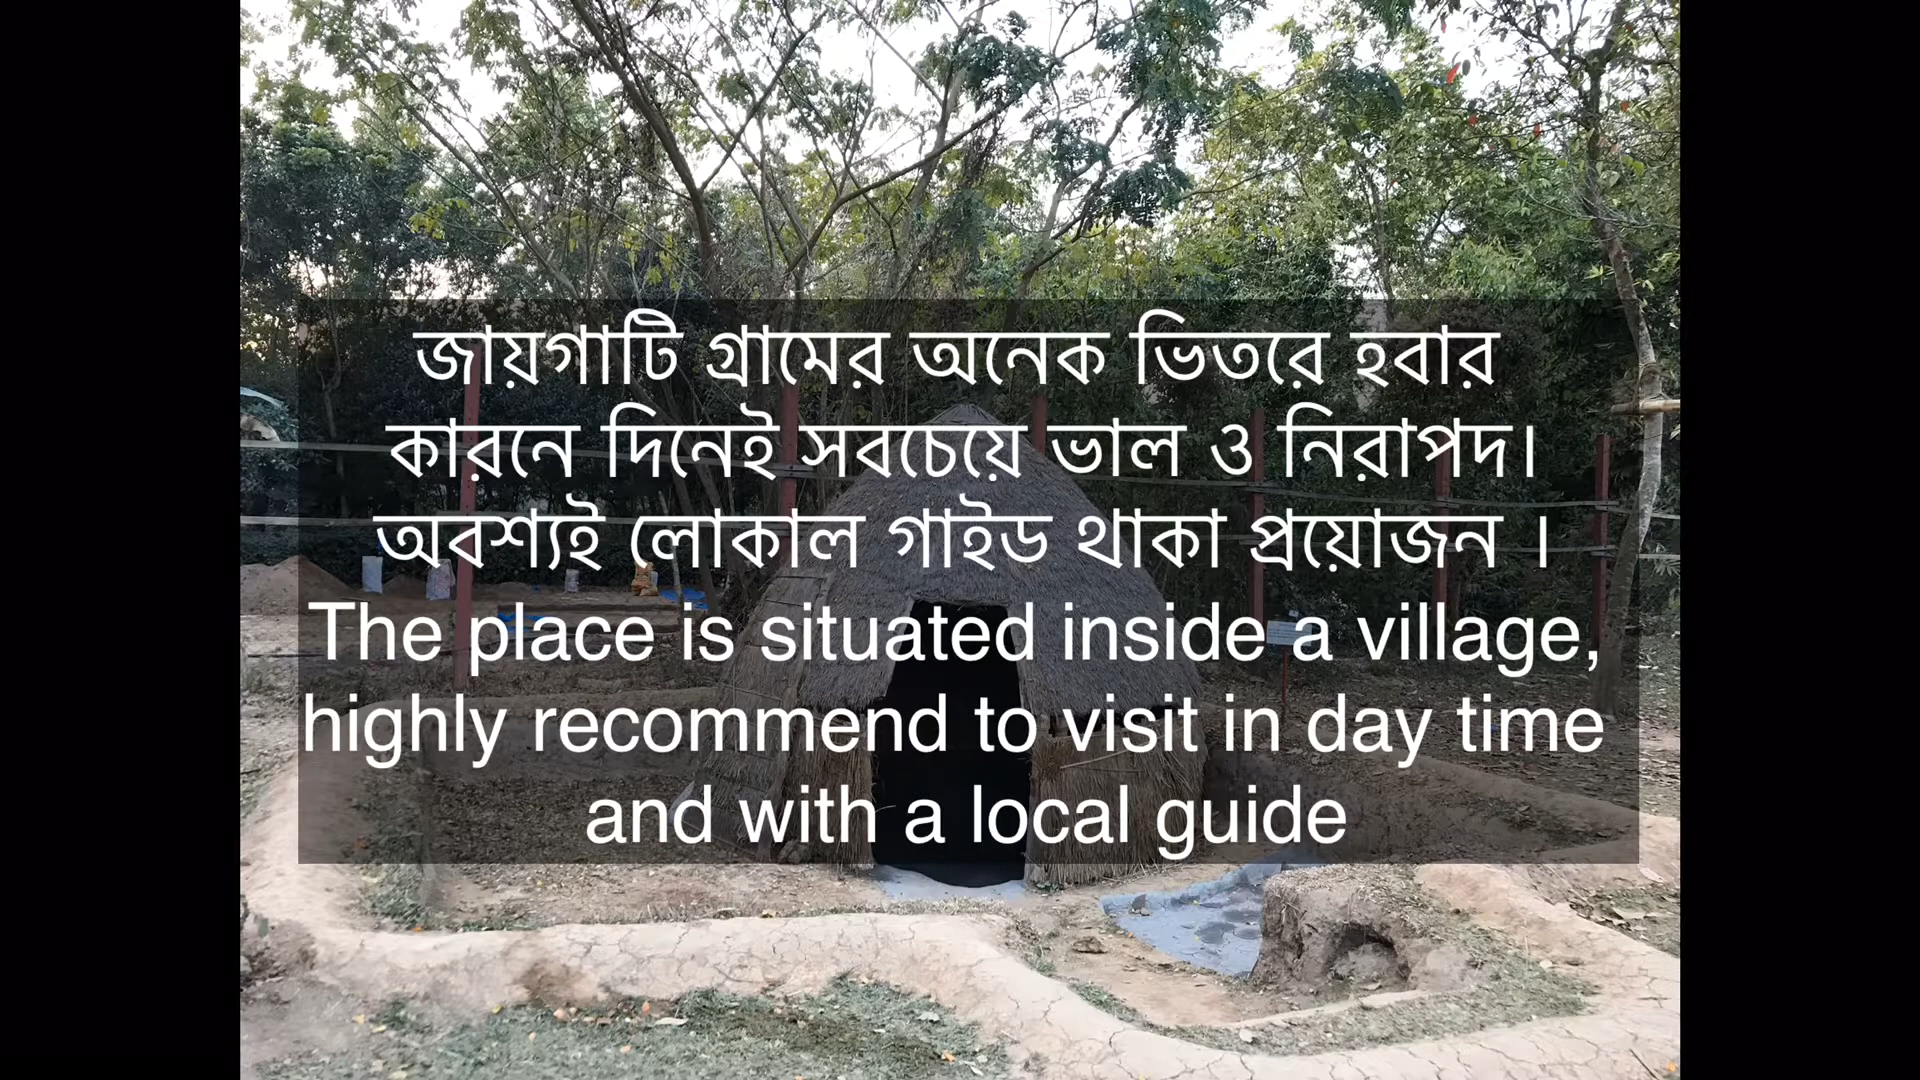 জায়গাটি গ্রামের অনেক ভিতরে হবার
কারনে দিনেই সবচেয়ে ভাল ও নিরাপদ।
অবশ্যই লোকাল গাইড থাকা প্রয়োজন ।
The place is situated inside a village,
highly recommend to visit in day time
and with a local guide